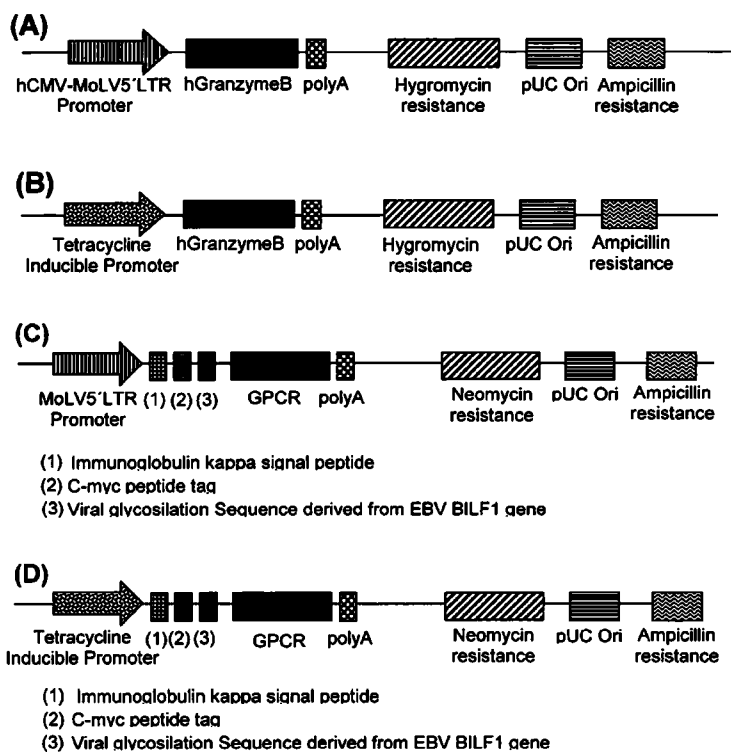 (A)
hCMV-MoLV5´LTR hGranzymeB polyA Hygromycin pUC Ori Ampicillin
Promoter resistance resistance
(B)
Tetracycline hGranzymeB polyA Hygromycin pUC Ori Ampicillin
Inducible Promoter resistance resistance
(C)
MoLV5´LTR (1) (2) (3) GPCR polyA Neomycin pUC Ori Ampicillin
Promoter resistance resistance
(1) Immunoglobulin kappa signal peptide
(2) C-myc peptide tag
(3) Viral glycosilation Sequence derived from EBV BILF1 gene
(D)
Tetracycline (1) (2) (3) GPCR polyA Neomycin pUC Ori Ampicillin
Inducible Promoter resistance resistance
(1) Immunoglobulin kappa signal peptide
(2) C-myc peptide tag
(3) Viral glycosilation Sequence derived from EBV BILF1 gene